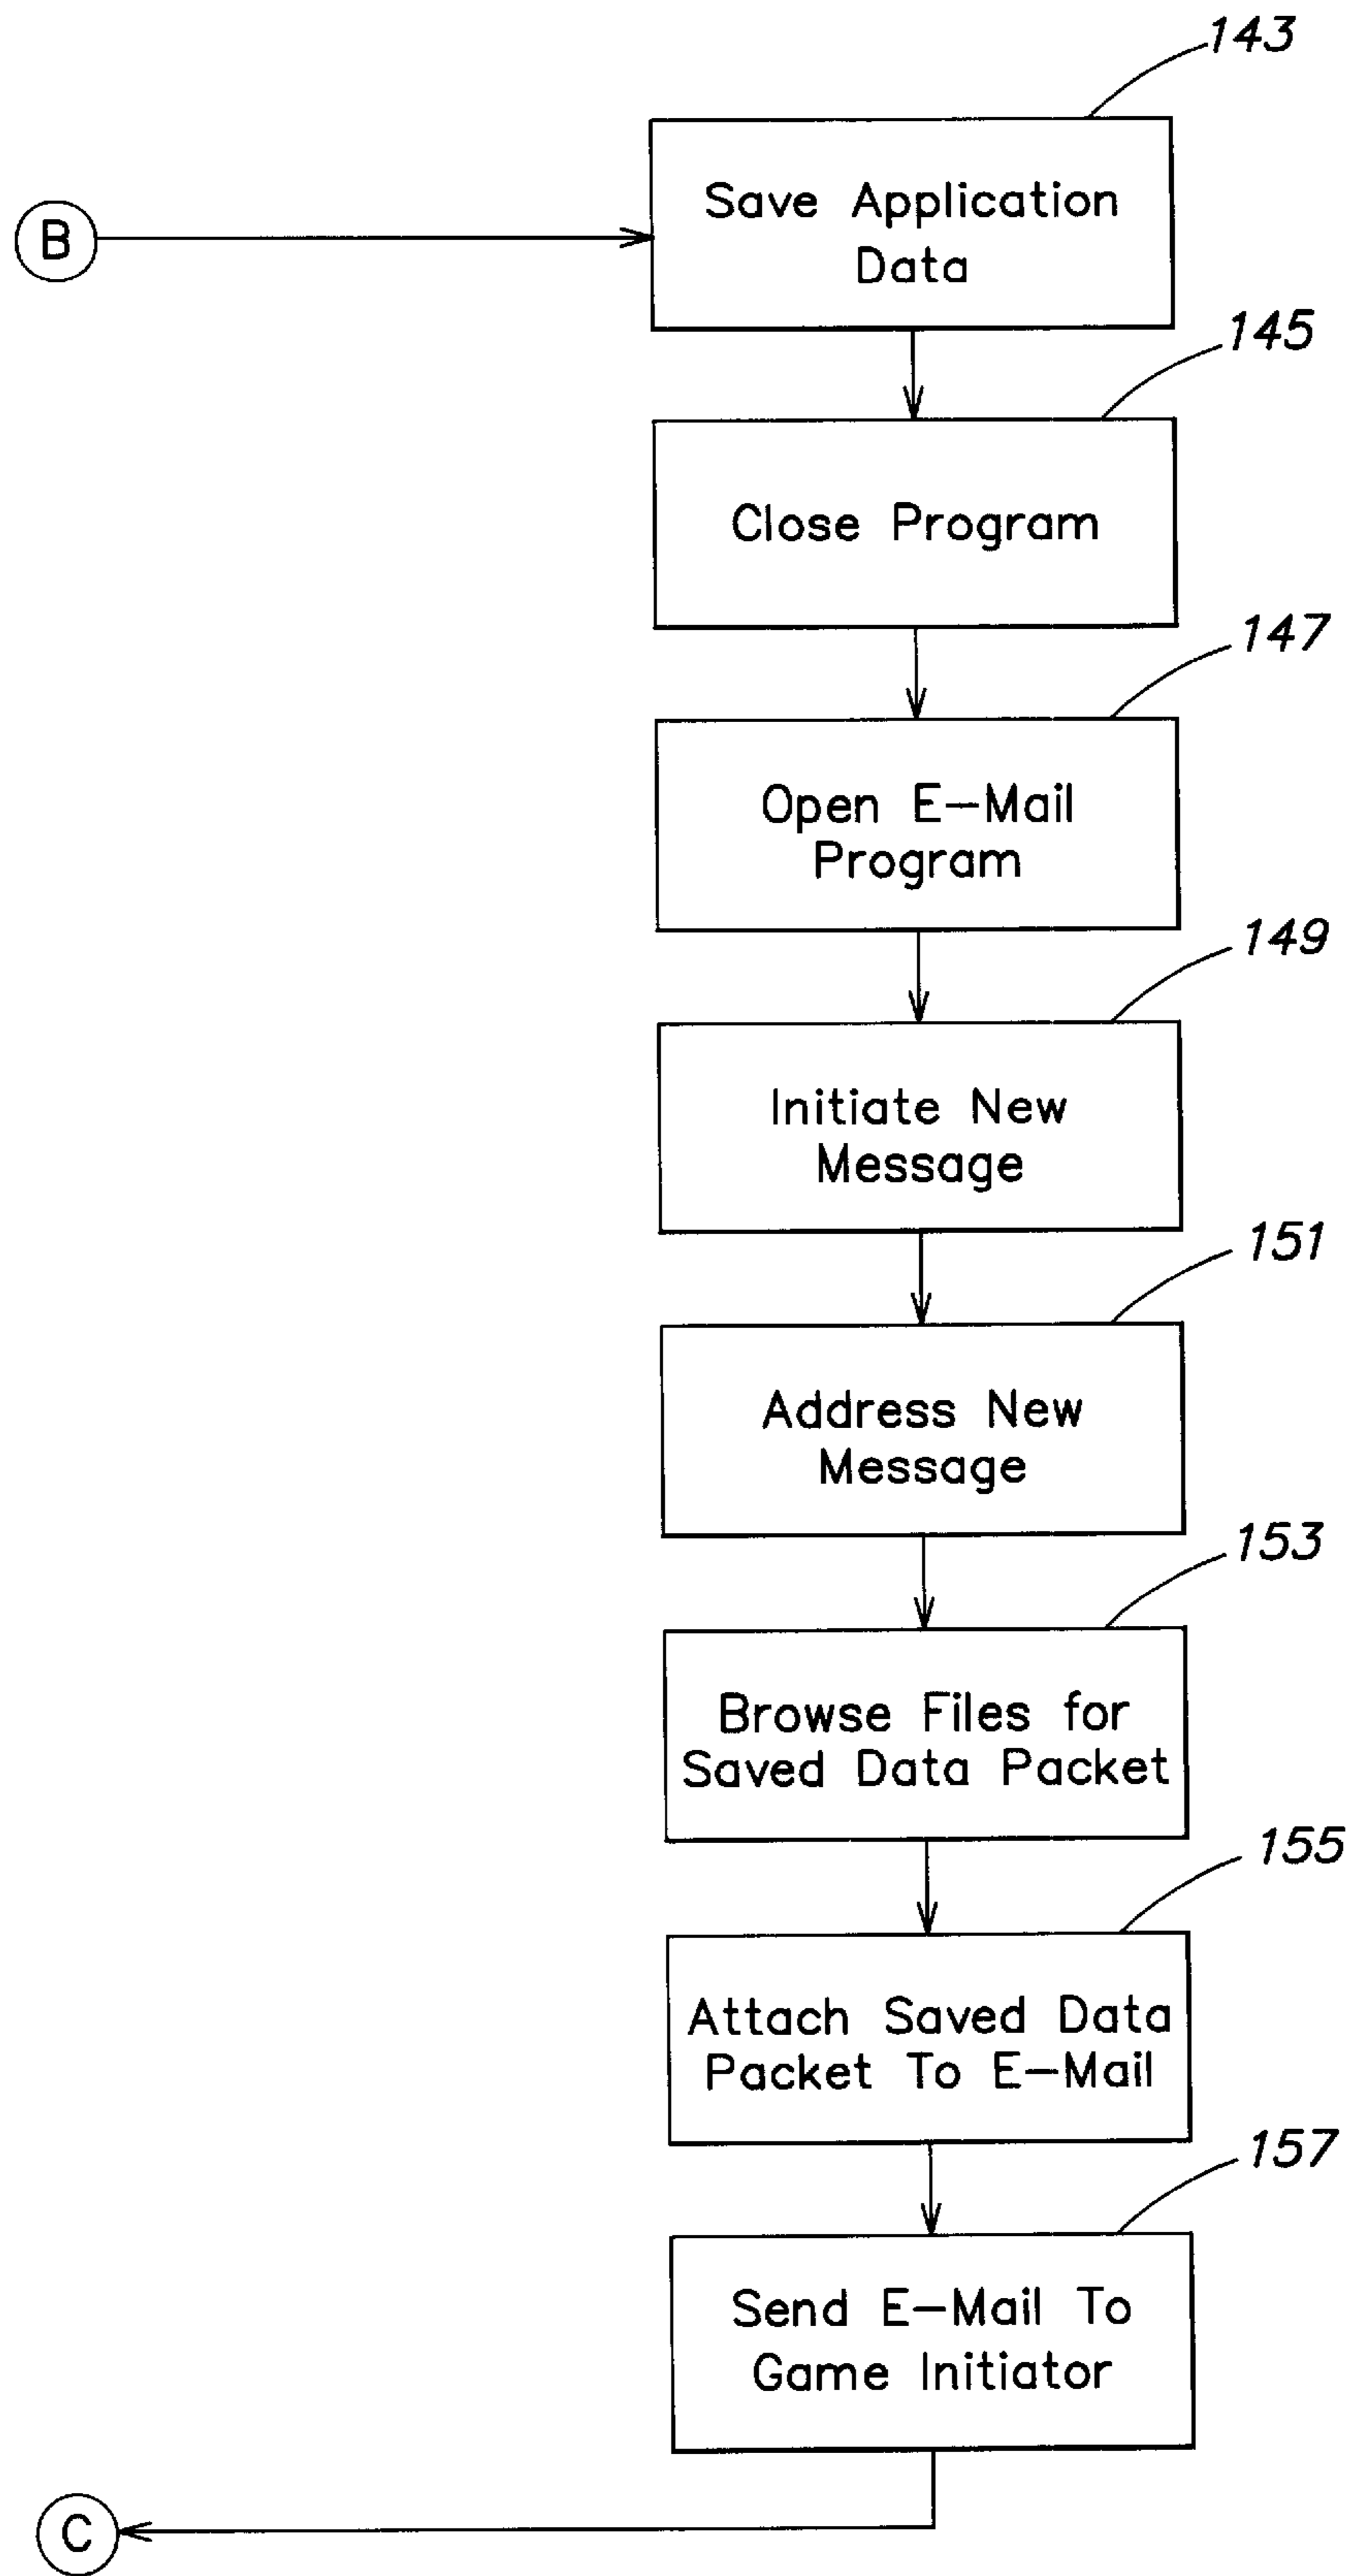 143
B
Save Application
Data
145
Close Program
147
Open E-Mail
Program
149
Initiate New
Message
151
Address New
Message
153
Browse Files for
Saved Data Packet
155
Attach Saved Data
Packet To E-Mail
157
Send E-Mail To
Game Initiator
C